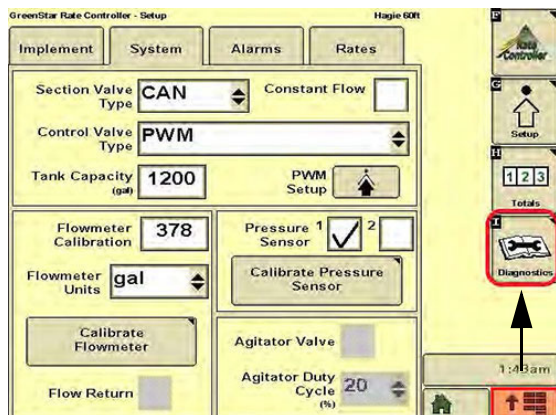 GreenStar Rate Controller - Setup Hagie 60ft
Implement System Alarms Rates
Section Valve Type CAN Constant Flow
Control Valve Type PWM
Tank Capacity (gal) 1200 PWM Setup
Flowmeter Calibration 378 Pressure Sensor 1 2
Flowmeter Units gal Calibrate Pressure Sensor
Calibrate Flowmeter Agitator Valve
Flow Return Agitator Duty Cycle (%) 20
F
Rate Controller
G
Setup
H
1 2 3
Totals
I
Diagnostics
1:43am